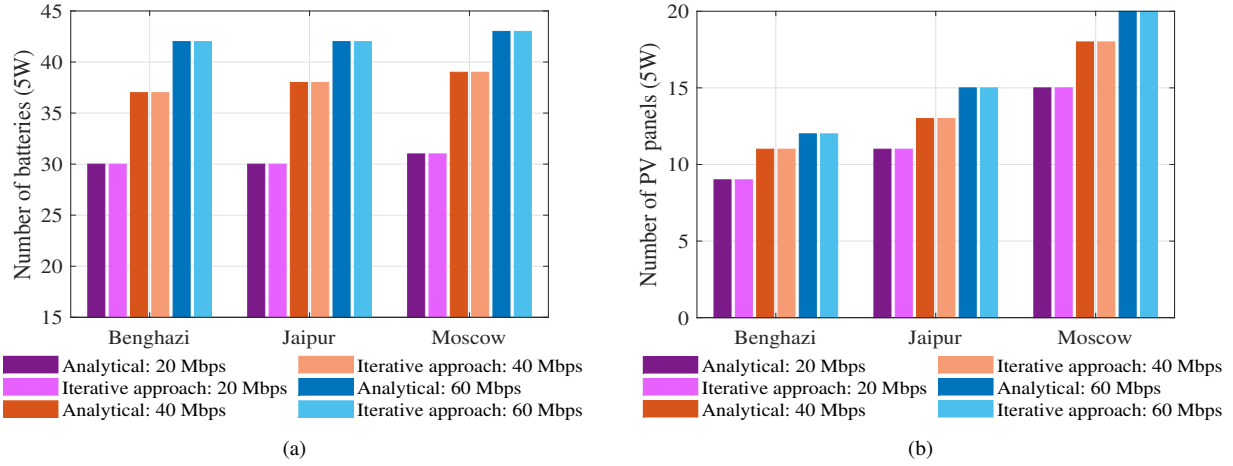 Number of batteries (5W)
45
40
35
30
25
20
15
Benghazi
Jaipur
Moscow
Analytical: 20 Mbps
Iterative approach: 20 Mbps
Analytical: 40 Mbps
Iterative approach: 40 Mbps
Analytical: 60 Mbps
Iterative approach: 60 Mbps
(a)
Number of PV panels (5W)
20
15
10
5
0
Benghazi
Jaipur
Moscow
Analytical: 20 Mbps
Iterative approach: 20 Mbps
Analytical: 40 Mbps
Iterative approach: 40 Mbps
Analytical: 60 Mbps
Iterative approach: 60 Mbps
(b)